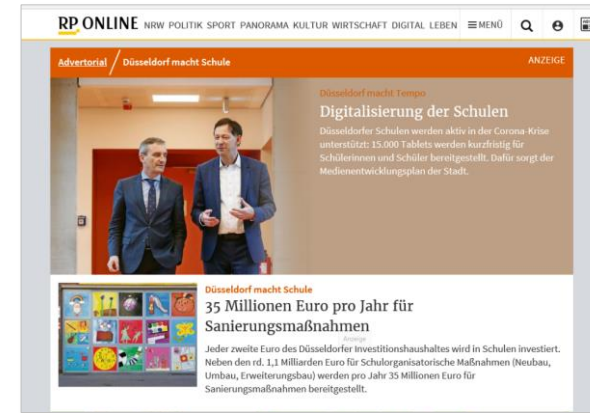 RP ONLINE NRW POLITIK SPORT PANORAMA KULTUR WIRTSCHAFT DIGITAL LEBEN ☰MENÜ
Advertorial / Düsseldorf macht Schule ANZEIGE
Düsseldorf macht Tempo
Digitalisierung der Schulen
Düsseldorfer Schulen werden aktiv in der Corona-Krise
unterstützt: 15.000 Tablets werden kurzfristig für
Schülerinnen und Schüler bereitgestellt. Dafür sorgt der
Medienentwicklungsplan der Stadt.
Düsseldorf macht Schule
35 Millionen Euro pro Jahr für
Sanierungsmaßnahmen
Anzeige
Jeder zweite Euro des Düsseldorfer Investitionshaushaltes wird in Schulen investiert.
Neben den rd. 1,1 Milliarden Euro für Schulorganisatorische Maßnahmen (Neubau,
Umbau, Erweiterungsbau) werden pro Jahr 35 Millionen Euro für
Sanierungsmaßnahmen bereitgestellt.